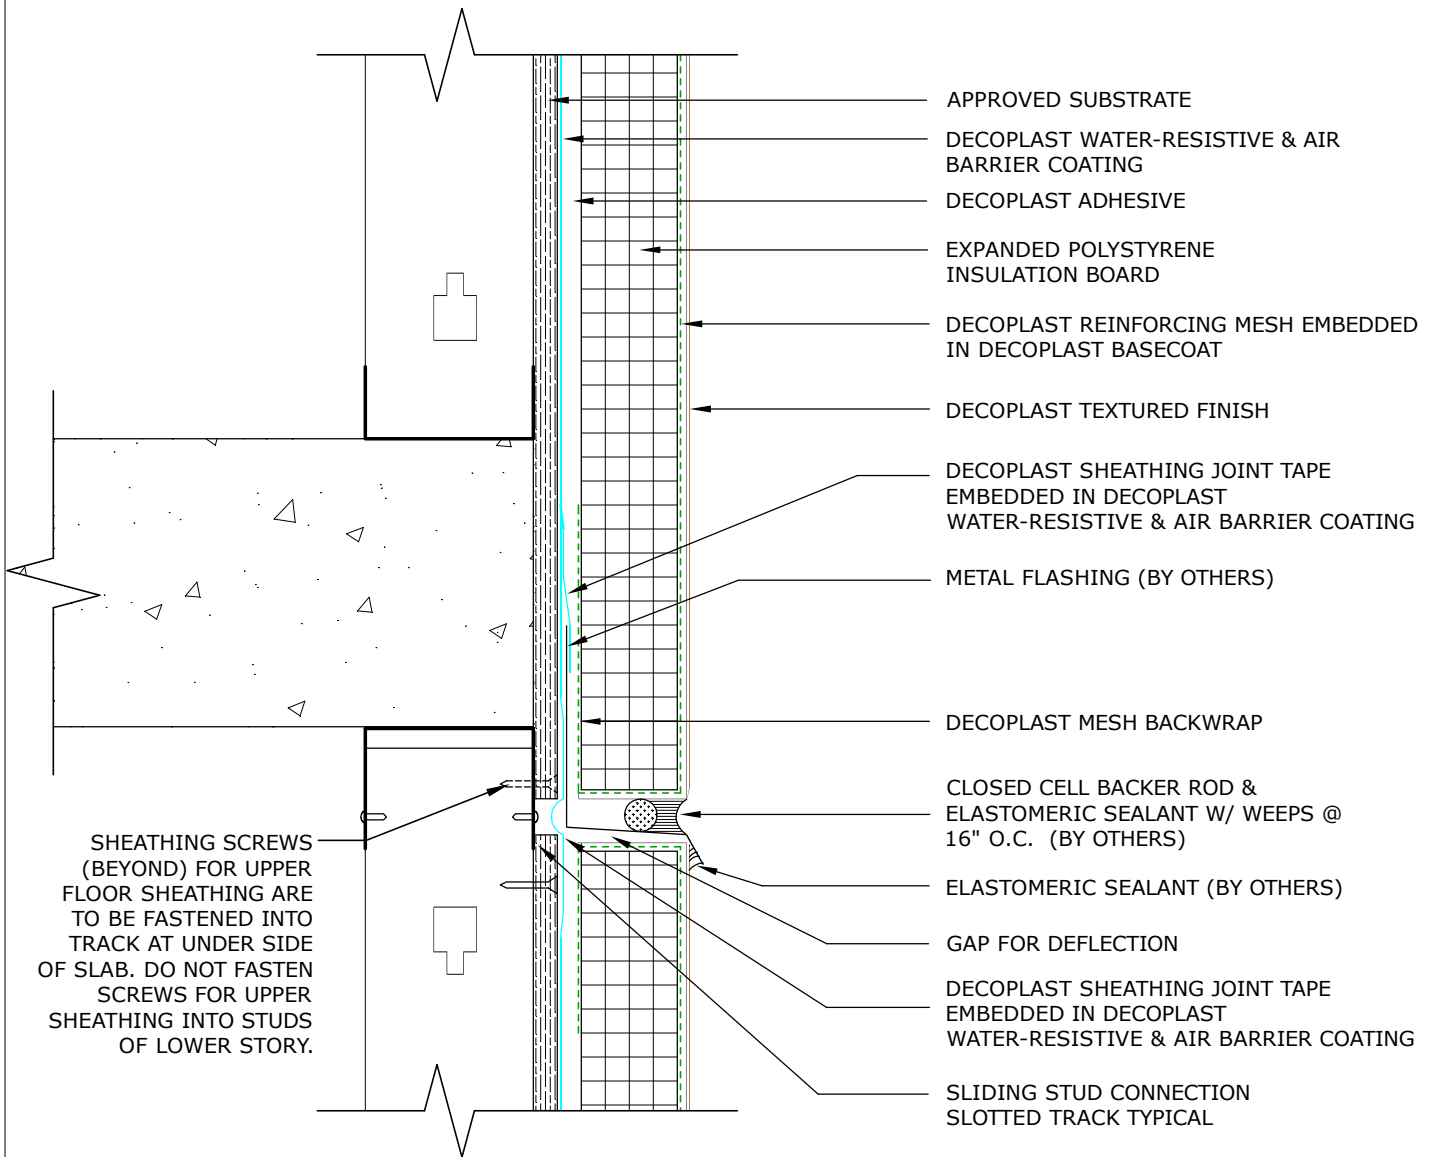 APPROVED SUBSTRATE
DECOPLAST WATER-RESISTIVE & AIR
BARRIER COATING
DECOPLAST ADHESIVE
EXPANDED POLYSTYRENE
INSULATION BOARD
DECOPLAST REINFORCING MESH EMBEDDED
IN DECOPLAST BASECOAT
DECOPLAST TEXTURED FINISH
DECOPLAST SHEATHING JOINT TAPE
EMBEDDED IN DECOPLAST
WATER-RESISTIVE & AIR BARRIER COATING
METAL FLASHING (BY OTHERS)
DECOPLAST MESH BACKWRAP
CLOSED CELL BACKER ROD &
ELASTOMERIC SEALANT W/ WEEPS @
16" O.C. (BY OTHERS)
ELASTOMERIC SEALANT (BY OTHERS)
GAP FOR DEFLECTION
DECOPLAST SHEATHING JOINT TAPE
EMBEDDED IN DECOPLAST
WATER-RESISTIVE & AIR BARRIER COATING
SLIDING STUD CONNECTION
SLOTTED TRACK TYPICAL
SHEATHING SCREWS
(BEYOND) FOR UPPER
FLOOR SHEATHING ARE
TO BE FASTENED INTO
TRACK AT UNDER SIDE
OF SLAB. DO NOT FASTEN
SCREWS FOR UPPER
SHEATHING INTO STUDS
OF LOWER STORY.